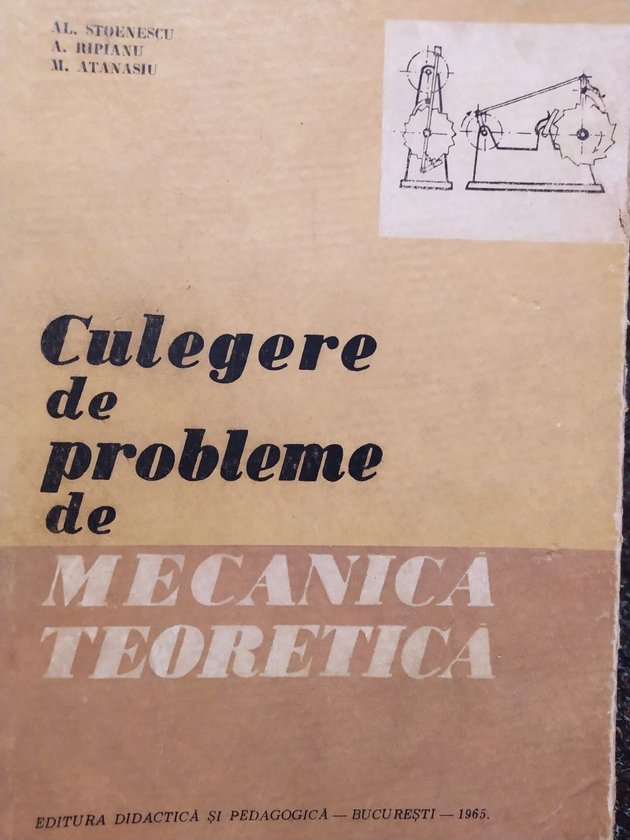 AL. STOENESCU
A. RIPIANU
M. ATANASIU
Culegere
de
probleme
de
MECANICĂ
TEORETICĂ
EDITURA DIDACTICĂ ȘI PEDAGOGICĂ — BUCUREȘTI — 1965.